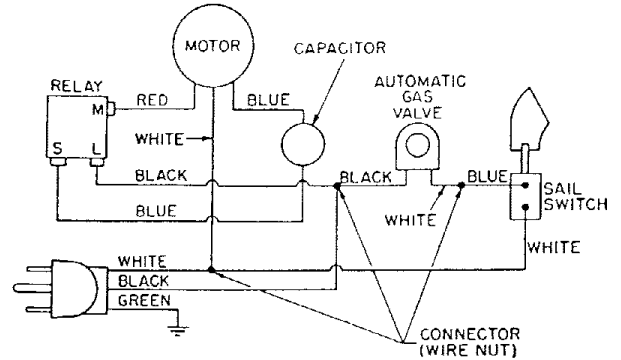 MOTOR
CAPACITOR
RELAY
AUTOMATIC
GAS
VALVE
M
RED
BLUE
WHITE
S
L
BLACK
BLACK
BLUE
SAIL
SWITCH
WHITE
BLUE
WHITE
WHITE
BLACK
GREEN
CONNECTOR
(WIRE NUT)